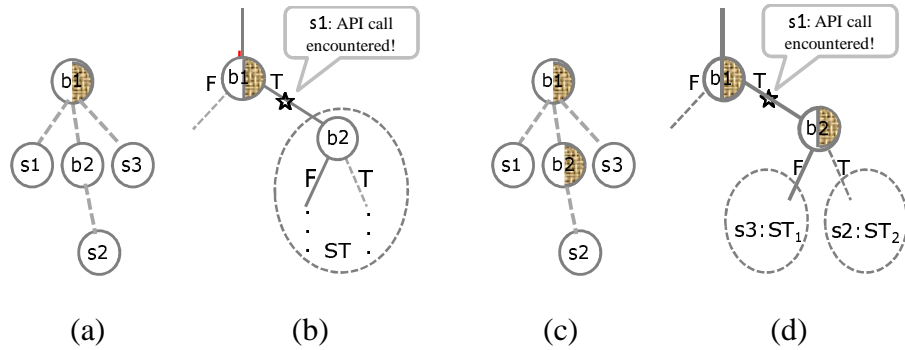 b1
s1
b2
s3
s2
(a)
s1: API call
encountered!
F
b1
T
b2
F
T
ST
(b)
b1
s1
b2
s3
s2
(c)
s1: API call
encountered!
F
b1
T
b2
F
T
s3:ST1
s2:ST2
(d)